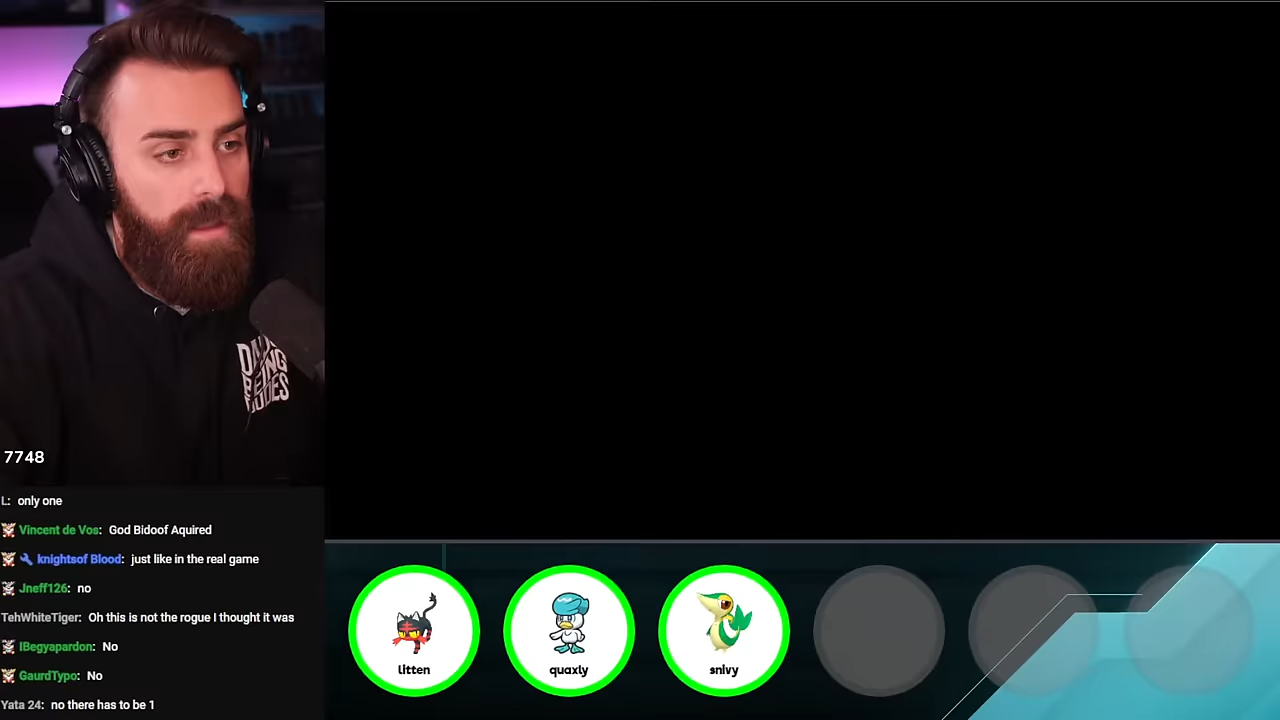 DADS
BEING
DUDES
7748
L: only one
Vincent de Vos: God Bidoof Aquired
knightsof Blood: just like in the real game
Jneff126: no
TehWhiteTiger: Oh this is not the rogue I thought it was
IBegyapardon: No
GaurdTypo: No
Yata 24: no there has to be 1
litten
quaxly
snivy